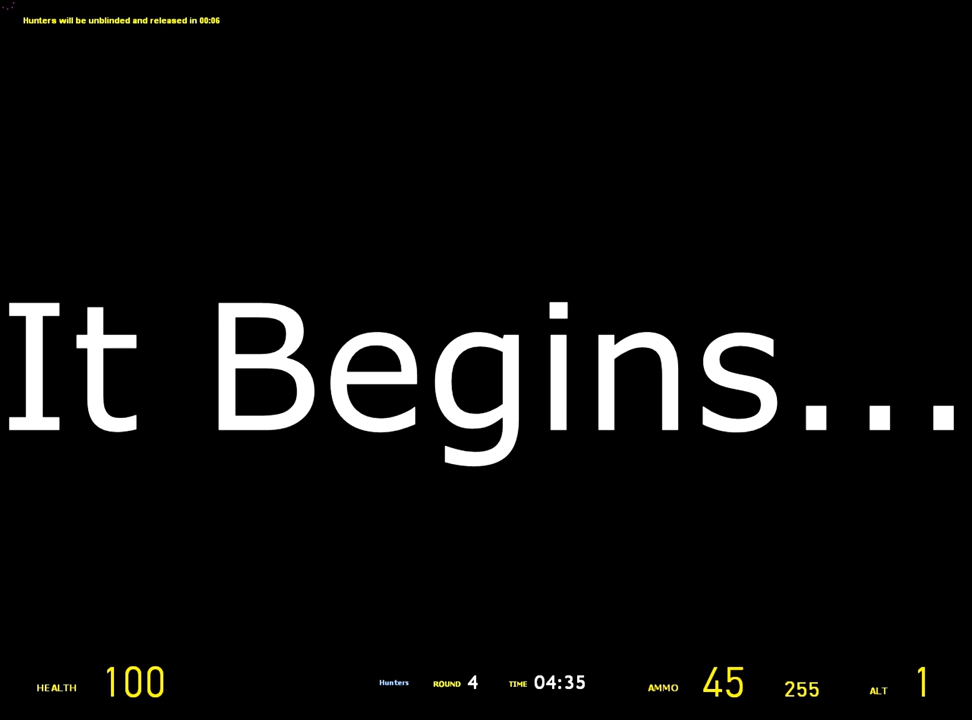 Hunters will be unblinded and released in 00:06
It Begins...
HEALTH 100 Hunters ROUND 4 TIME 04:35 AMMO 45 255 ALT 1